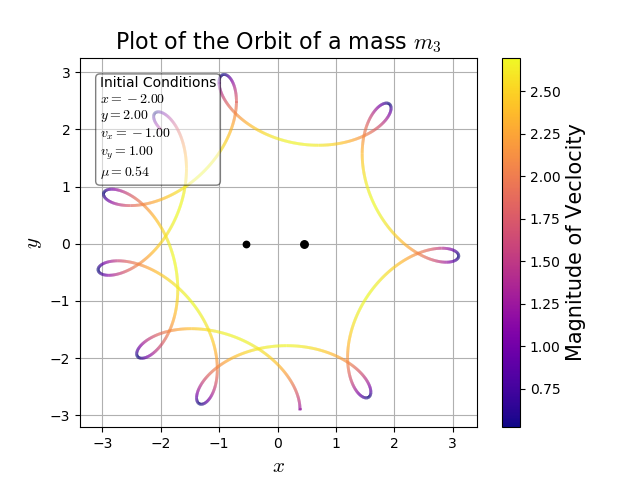 Plot of the Orbit of a mass m₃
Initial Conditions
x = −2.00
y = 2.00
vₓ = −1.00
v_y = 1.00
μ = 0.54
3
2
1
0
−1
−2
−3
y
−3
−2
−1
0
1
2
3
x
2.50
2.25
2.00
1.75
1.50
1.25
1.00
0.75
Magnitude of Veclocity